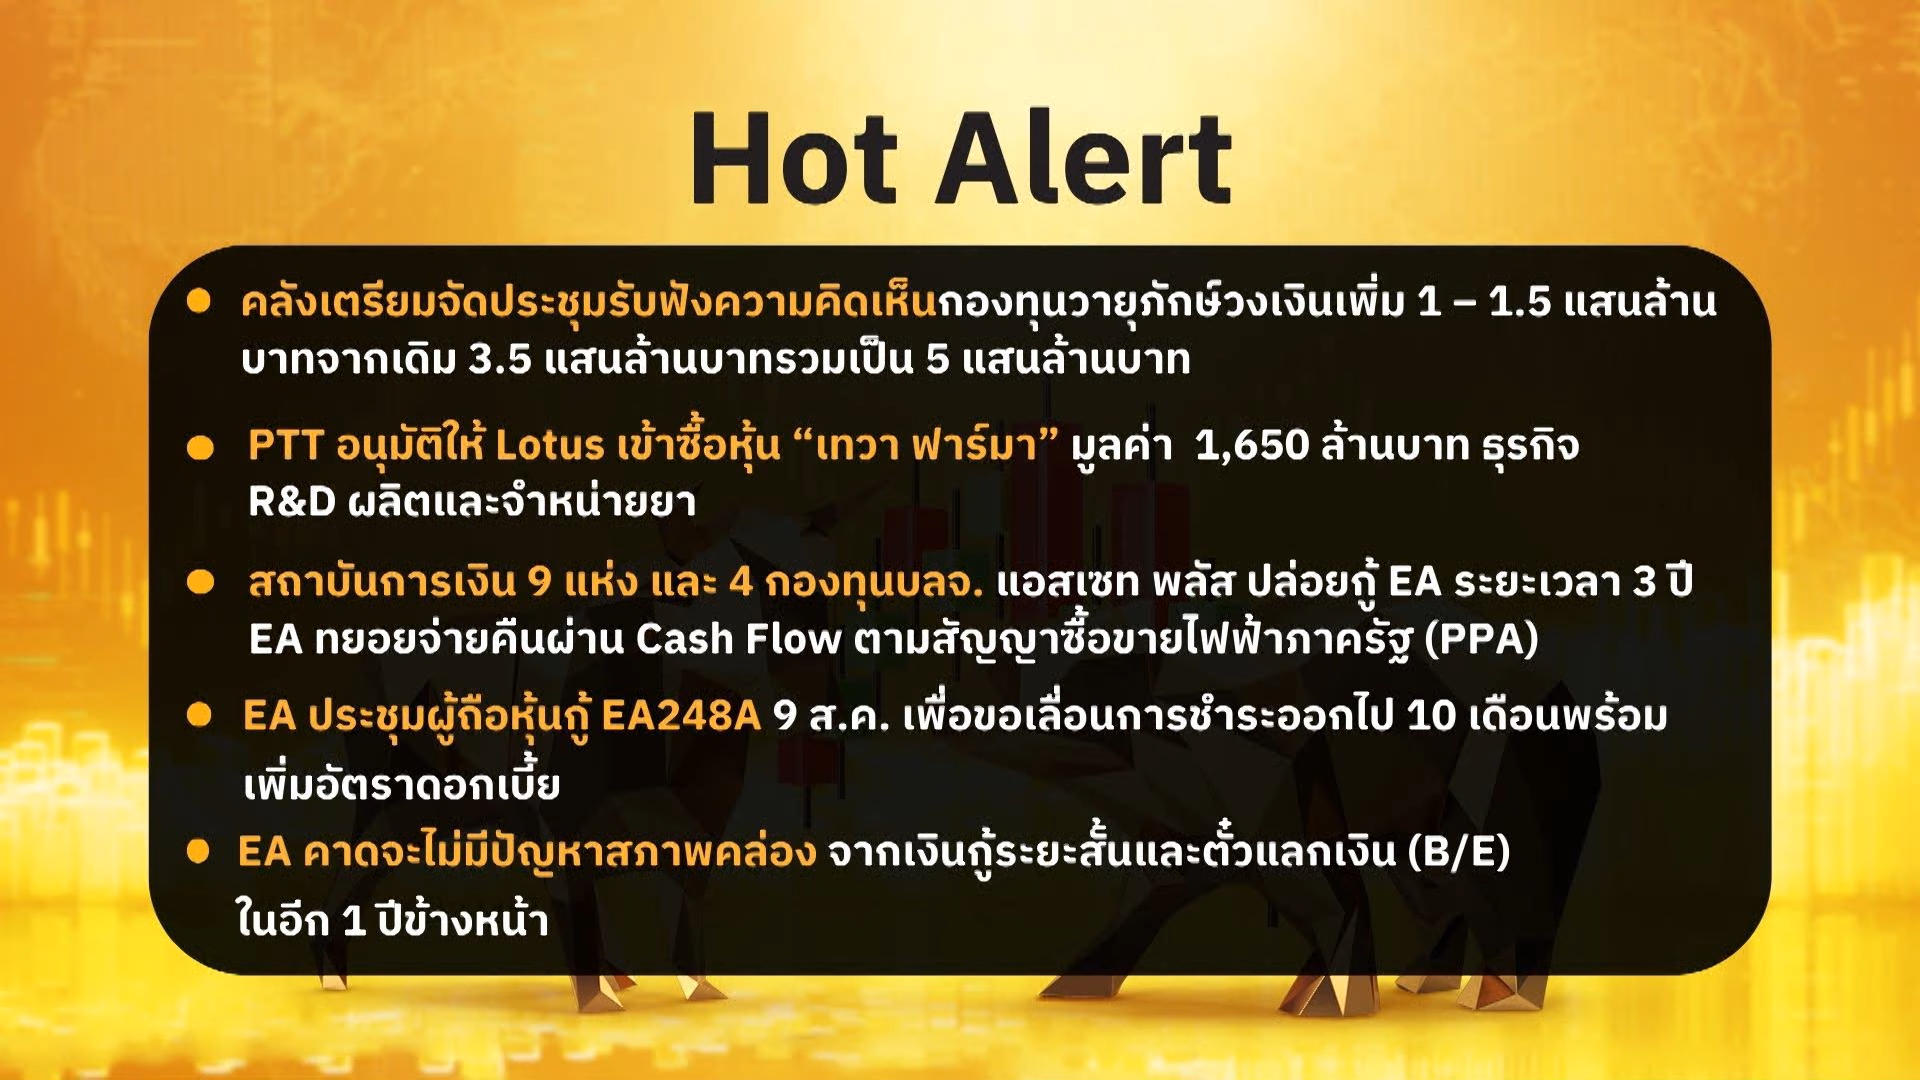 Hot Alert
คลังเตรียมจัดประชุมรับฟังความคิดเห็นกองทุนวายุภักษ์วงเงินเพิ่ม 1 – 1.5 แสนล้าน
บาทจากเดิม 3.5 แสนล้านบาทรวมเป็น 5 แสนล้านบาท
PTT อนุมัติให้ Lotus เข้าซื้อหุ้น “เทวา ฟาร์มา” มูลค่า 1,650 ล้านบาท ธุรกิจ
R&D ผลิตและจำหน่ายยา
สถาบันการเงิน 9 แห่ง และ 4 กองทุนบลจ. แอสเซท พลัส ปล่อยกู้ EA ระยะเวลา 3 ปี
EA ทยอยจ่ายคืนผ่าน Cash Flow ตามสัญญาซื้อขายไฟฟ้าภาครัฐ (PPA)
EA ประชุมผู้ถือหุ้นกู้ EA248A 9 ส.ค. เพื่อขอเลื่อนการชำระออกไป 10 เดือนพร้อม
เพิ่มอัตราดอกเบี้ย
EA คาดจะไม่มีปัญหาสภาพคล่อง จากเงินกู้ระยะสั้นและตั๋วแลกเงิน (B/E)
ในอีก 1 ปีข้างหน้า